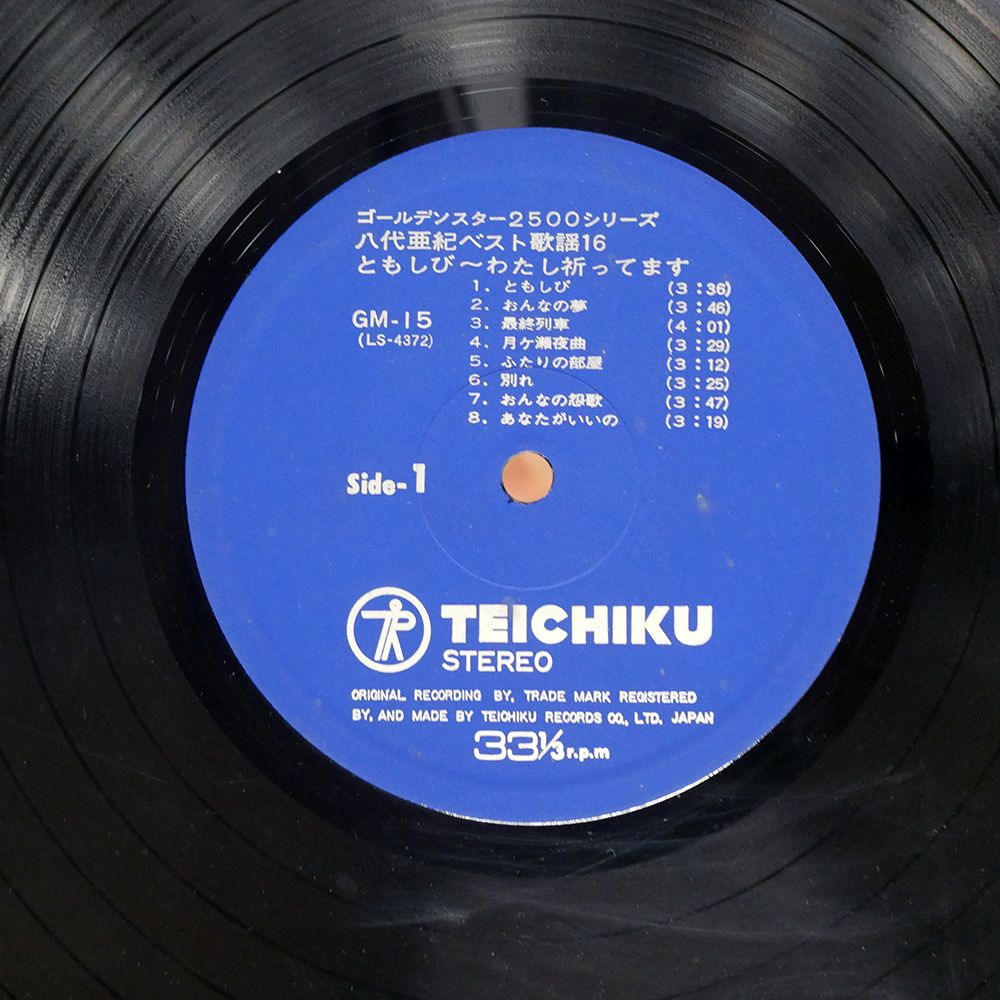 ゴールデンスター2500シリーズ
八代亜紀ベスト歌謡16
ともしび〜わたし祈ってます
GM-15
(LS-4372)
1. ともしび (3:36)
2. おんなの夢 (3:46)
3. 最終列車 (4:01)
4. 月ケ瀬夜曲 (3:29)
5. ふたりの部屋 (3:12)
6. 別れ (3:25)
7. おんなの怨歌 (3:47)
8. あなたがいいの (3:19)
Side-1
TEICHIKU
STEREO
ORIGINAL RECORDING BY, TRADE MARK REGISTERED
BY, AND MADE BY TEICHIKU RECORDS CO., LTD. JAPAN
33⅓ r.p.m